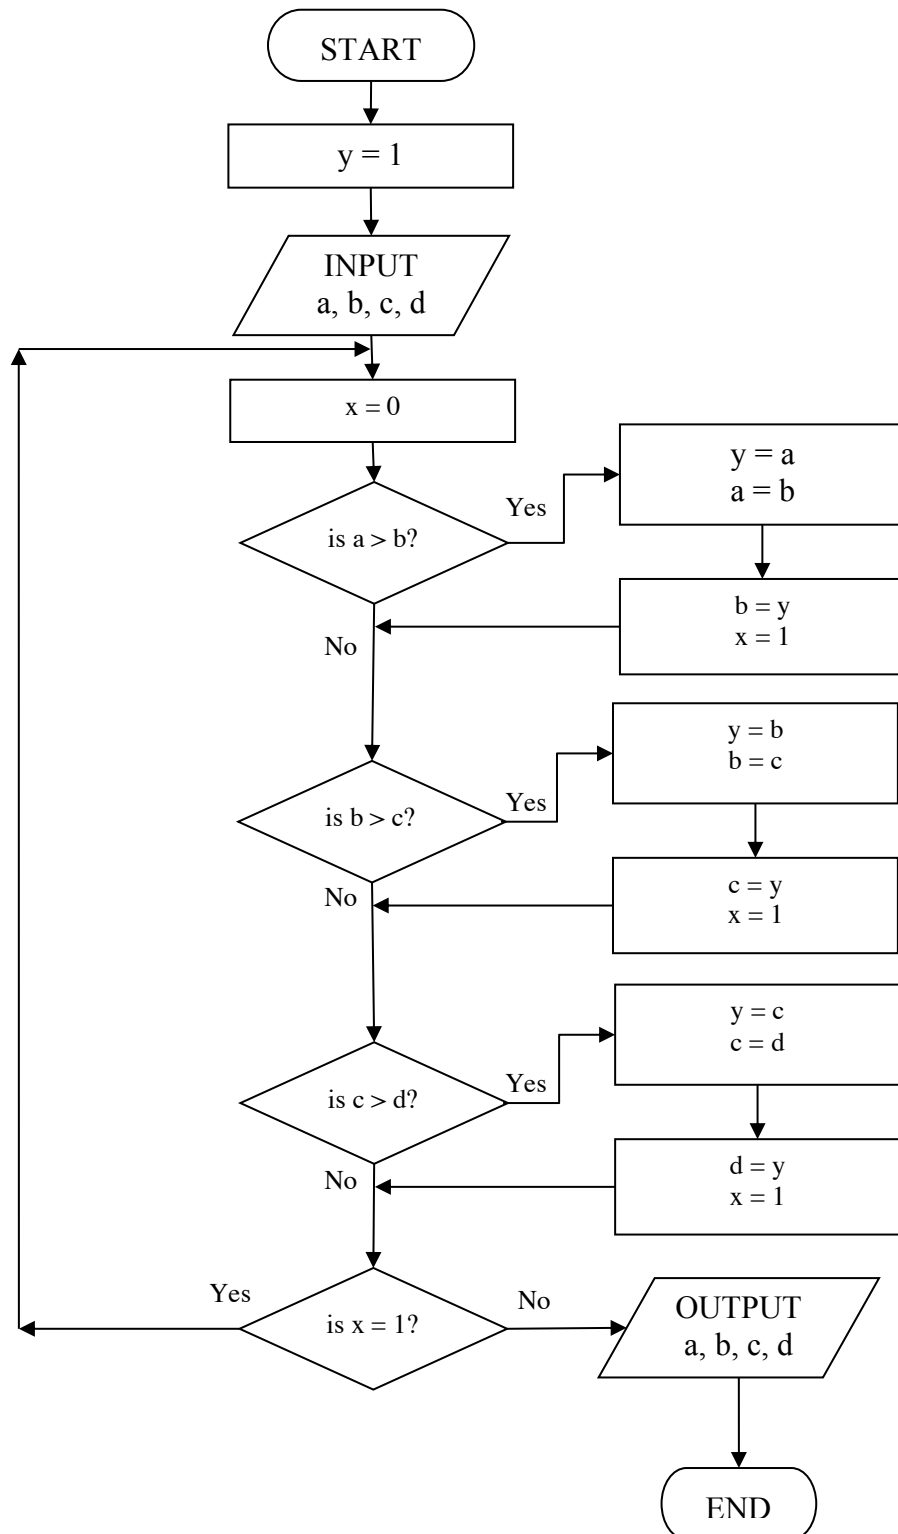 START
y = 1
INPUT
a, b, c, d
x = 0
is a > b?
Yes
y = a
a = b
b = y
x = 1
No
is b > c?
Yes
y = b
b = c
c = y
x = 1
No
is c > d?
Yes
y = c
c = d
d = y
x = 1
No
is x = 1?
Yes
No
OUTPUT
a, b, c, d
END